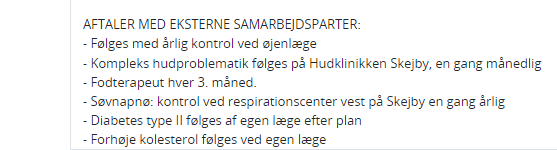 AFTALER MED EKSTERNE SAMARBEJDSPARTER:
- Følges med årlig kontrol ved øjenlæge
- Kompleks hudproblematik følges på Hudklinikken Skejby, en gang månedlig
- Fodterapeut hver 3. måned.
- Søvnapnø: kontrol ved respirationscenter vest på Skejby en gang årlig
- Diabetes type II følges af egen læge efter plan
- Forhøje kolesterol følges ved egen læge